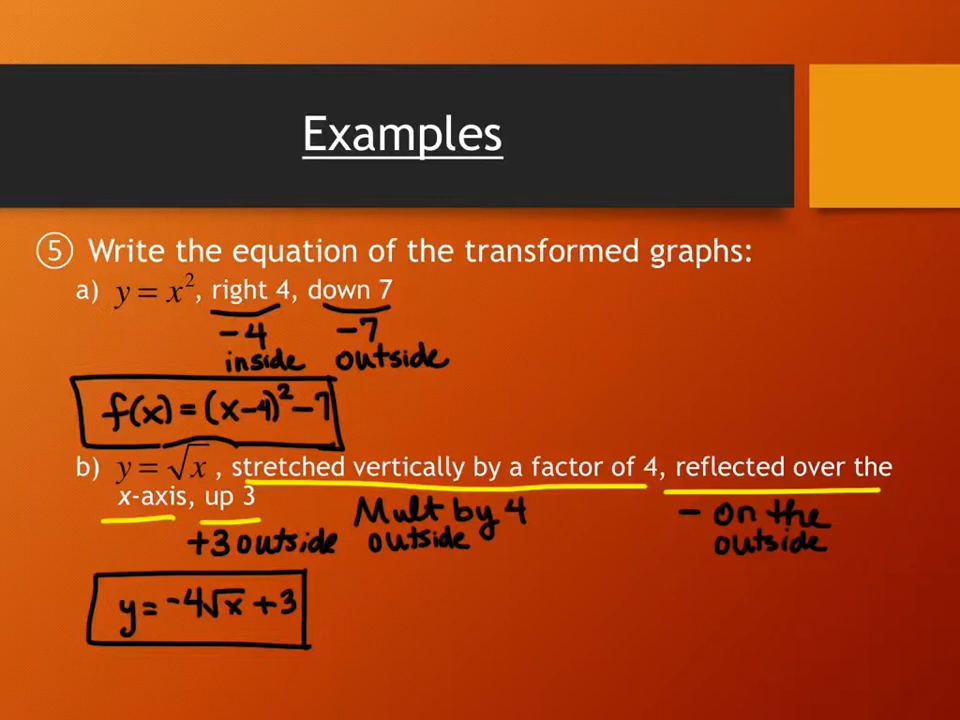 Examples
⑤ Write the equation of the transformed graphs:
a) y = x², right 4, down 7
-4 -7
inside outside
f(x) = (x-4)² - 7
b) y = √x , stretched vertically by a factor of 4, reflected over the
x-axis, up 3
+3 outside Mult by 4 outside - on the outside
y = -4√x + 3